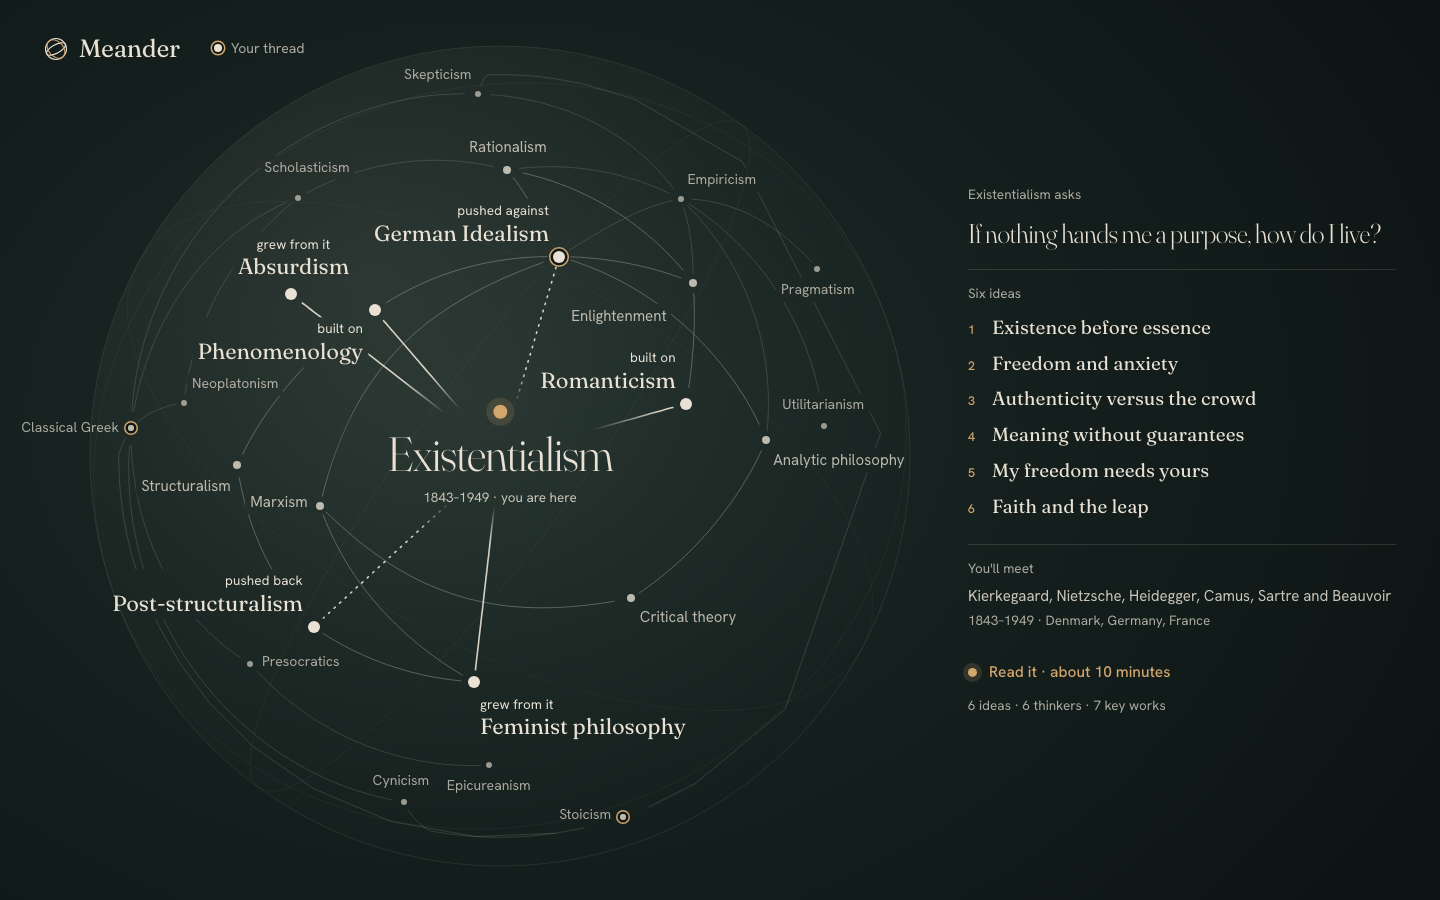 Meander
Your thread
Skepticism
Rationalism
Scholasticism
Empiricism
pushed against
German Idealism
grew from it
Absurdism
Pragmatism
Enlightenment
built on
Phenomenology
built on
Romanticism
Neoplatonism
Utilitarianism
Classical Greek
Existentialism
1843–1949 · you are here
Analytic philosophy
Structuralism
Marxism
pushed back
Post-structuralism
Critical theory
Presocratics
grew from it
Feminist philosophy
Cynicism
Epicureanism
Stoicism
Existentialism asks
If nothing hands me a purpose, how do I live?
Six ideas
1 Existence before essence
2 Freedom and anxiety
3 Authenticity versus the crowd
4 Meaning without guarantees
5 My freedom needs yours
6 Faith and the leap
You'll meet
Kierkegaard, Nietzsche, Heidegger, Camus, Sartre and Beauvoir
1843–1949 · Denmark, Germany, France
Read it · about 10 minutes
6 ideas · 6 thinkers · 7 key works